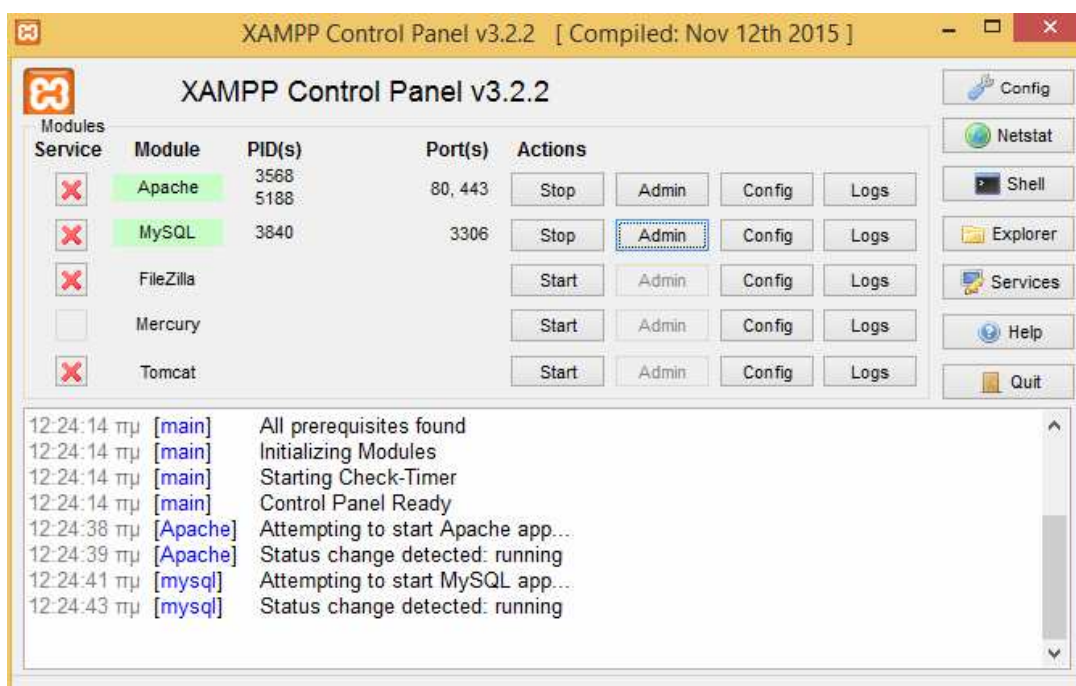 XAMPP Control Panel v3.2.2 [ Compiled: Nov 12th 2015 ]
XAMPP Control Panel v3.2.2
Config
Modules
Service Module PID(s) Port(s) Actions
Netstat
Apache 3568 5188 80, 443 Stop Admin Config Logs
Shell
MySQL 3840 3306 Stop Admin Config Logs
Explorer
FileZilla Start Admin Config Logs
Services
Mercury Start Admin Config Logs
Help
Tomcat Start Admin Config Logs
Quit
12:24:14 πμ [main] All prerequisites found
12:24:14 πμ [main] Initializing Modules
12:24:14 πμ [main] Starting Check-Timer
12:24:14 πμ [main] Control Panel Ready
12:24:38 πμ [Apache] Attempting to start Apache app...
12:24:39 πμ [Apache] Status change detected: running
12:24:41 πμ [mysql] Attempting to start MySQL app...
12:24:43 πμ [mysql] Status change detected: running